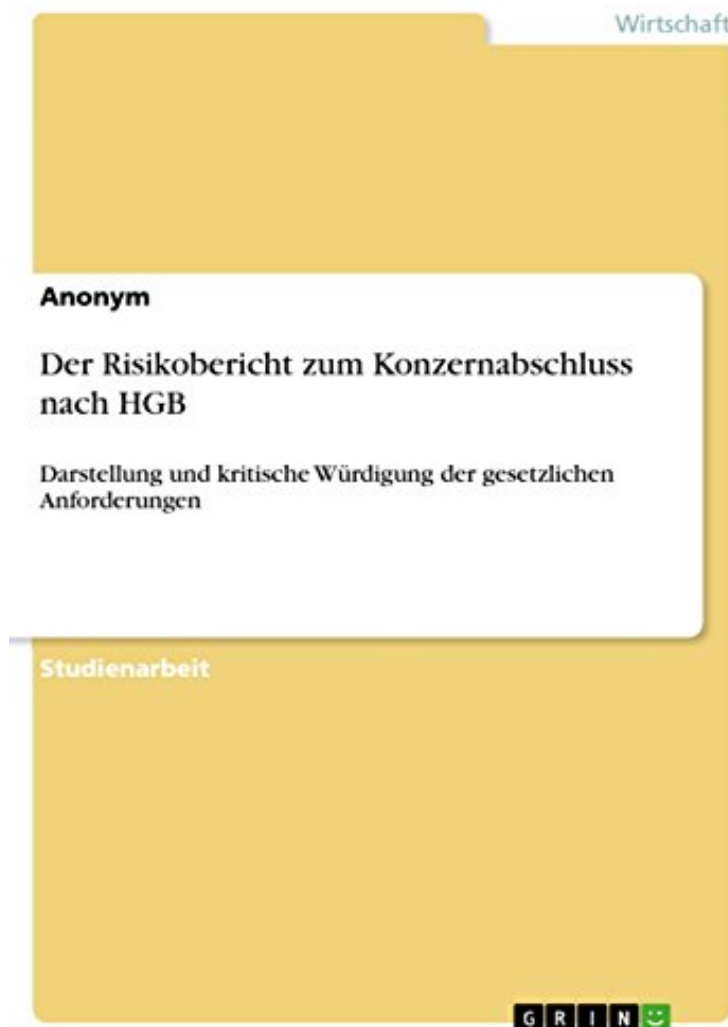 Wirtschaft
Anonym
Der Risikobericht zum Konzernabschluss
nach HGB
Darstellung und kritische Würdigung der gesetzlichen
Anforderungen
Studienarbeit
GRIN